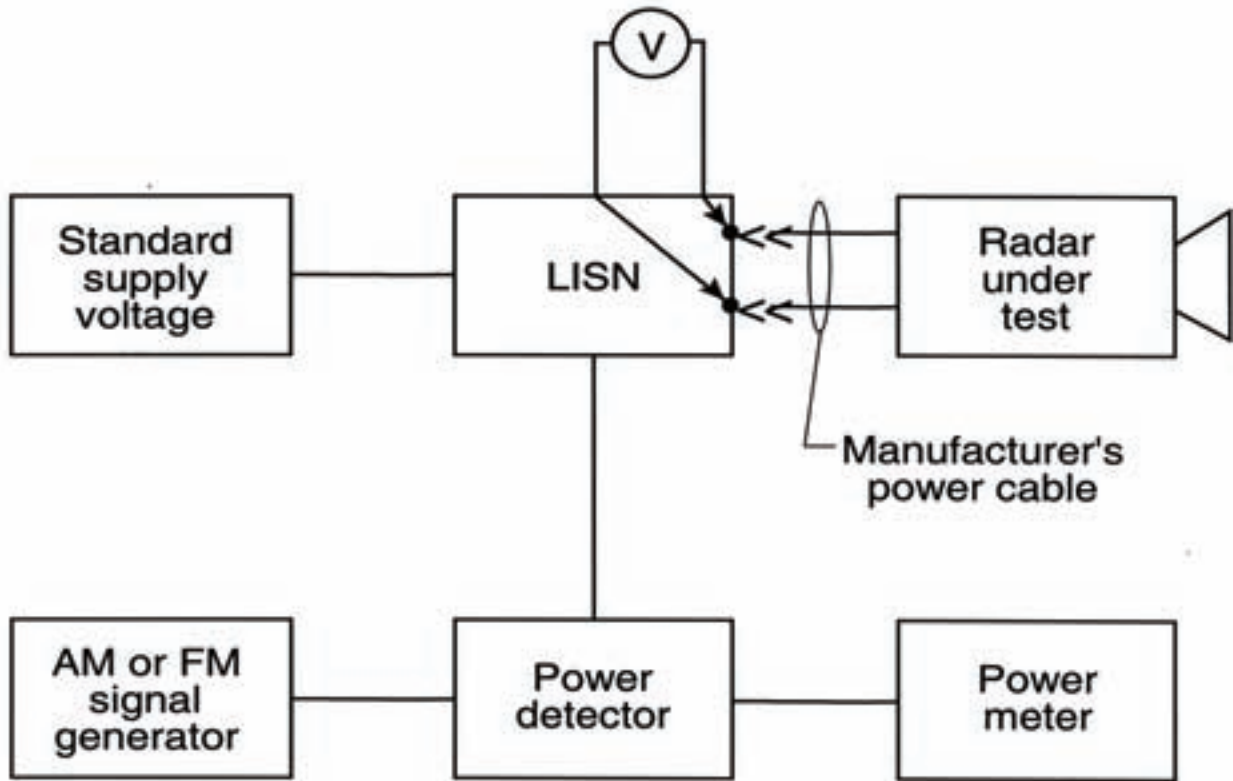 V
Standard
supply
voltage
LISN
Radar
under
test
Manufacturer's
power cable
AM or FM
signal
generator
Power
detector
Power
meter